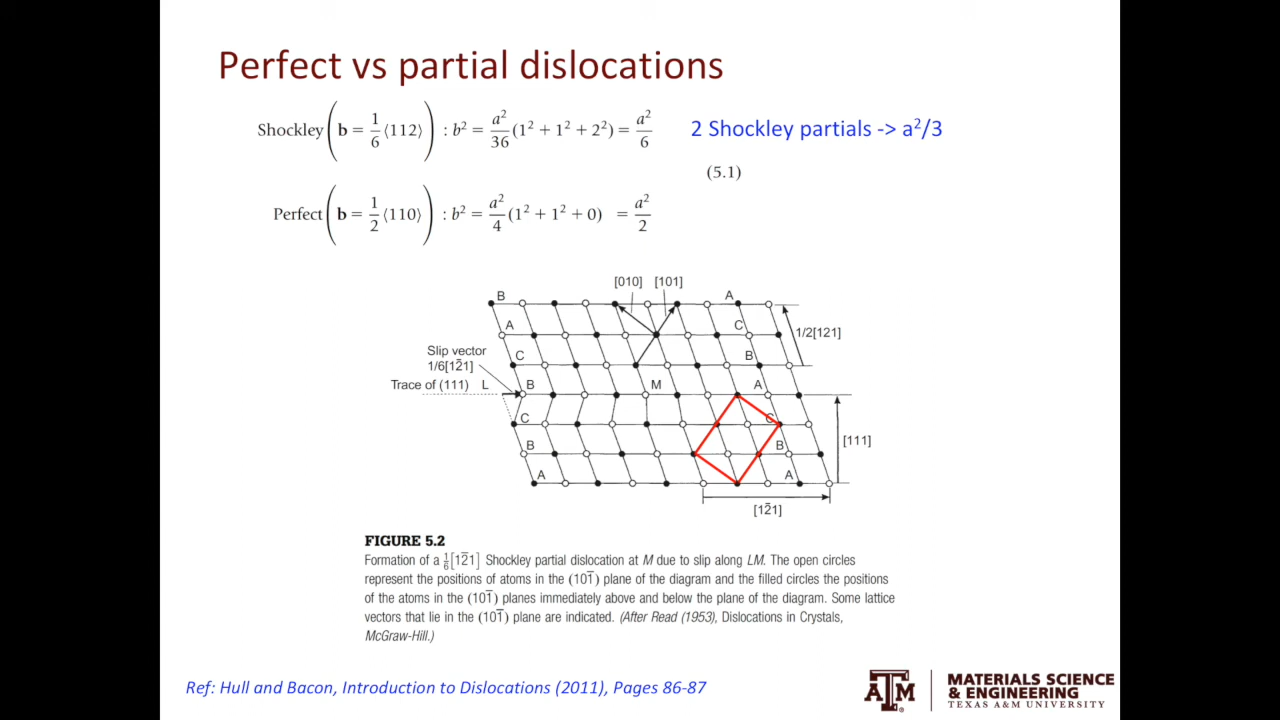 Perfect vs partial dislocations
Shockley(b = 1/6⟨112⟩) : b² = a²/36(1² + 1² + 2²) = a²/6
2 Shockley partials -> a²/3
(5.1)
Perfect(b = 1/2⟨110⟩) : b² = a²/4(1² + 1² + 0) = a²/2
[010] [101]
B A
A C 1/2[121]
Slip vector
1/6[12̄1]
C B
Trace of (111) L B M A
C C
[111]
B B
A A
[12̄1]
FIGURE 5.2
Formation of a 1/6[12̄1] Shockley partial dislocation at M due to slip along LM. The open circles
represent the positions of atoms in the (101̄) plane of the diagram and the filled circles the positions
of the atoms in the (101̄) planes immediately above and below the plane of the diagram. Some lattice
vectors that lie in the (101̄) plane are indicated. (After Read (1953), Dislocations in Crystals,
McGraw-Hill.)
Ref: Hull and Bacon, Introduction to Dislocations (2011), Pages 86-87
ATM
MATERIALS SCIENCE
& ENGINEERING
TEXAS A&M UNIVERSITY